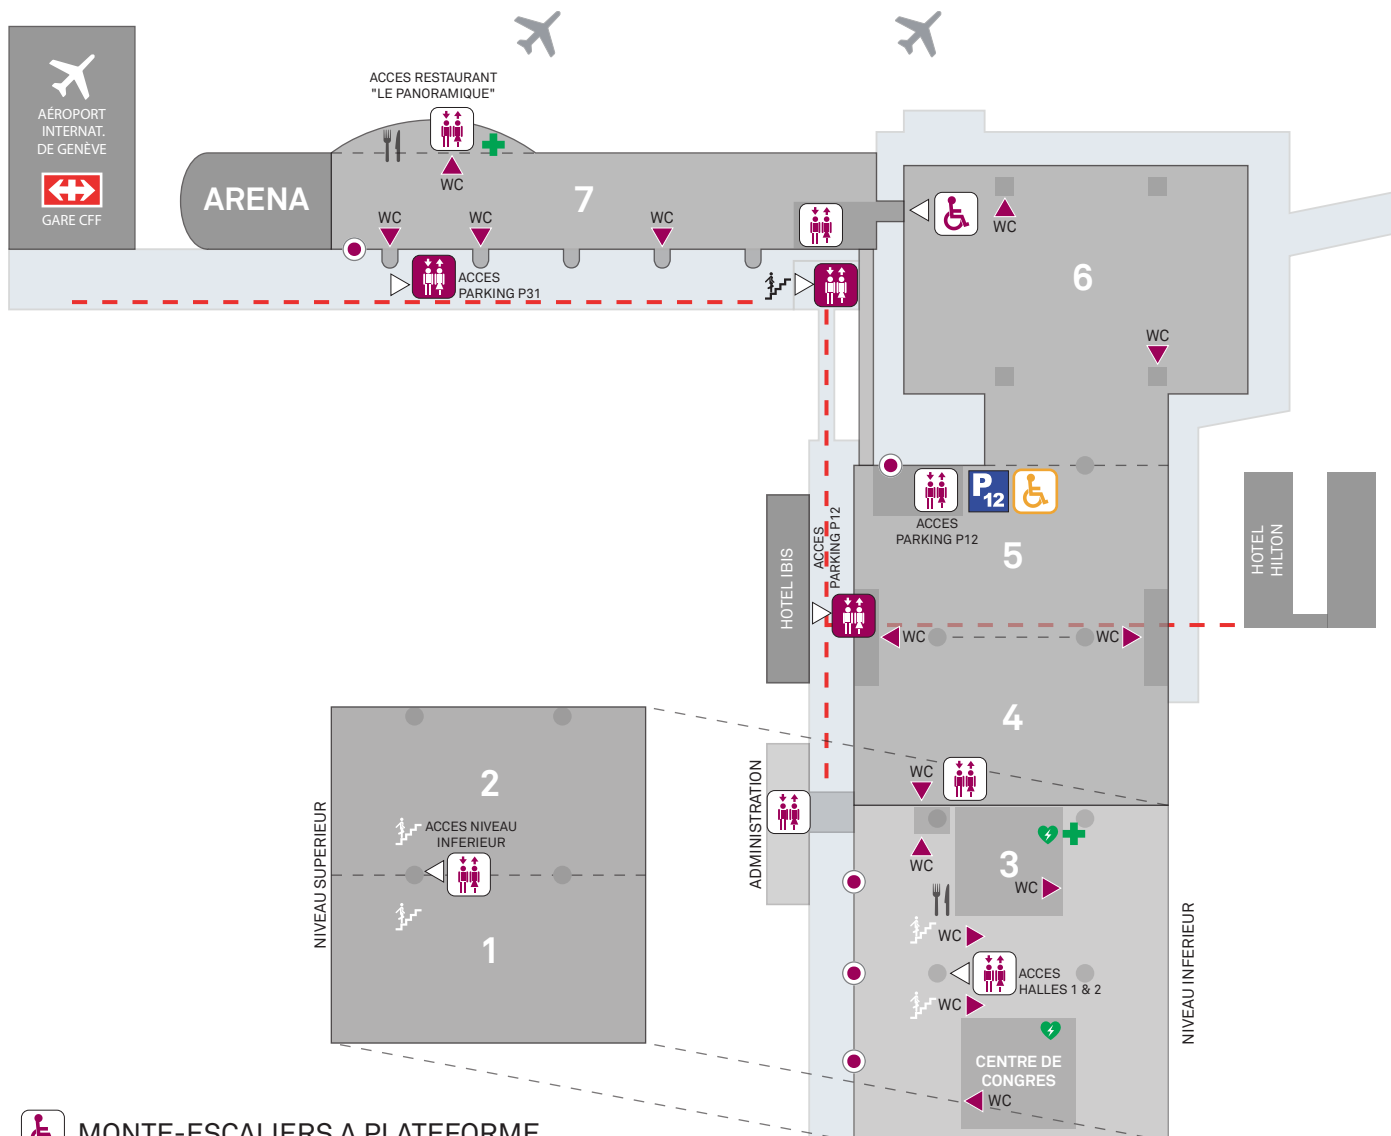 AÉROPORT
INTERNAT.
DE GENÈVE
GARE CFF
ACCES RESTAURANT
"LE PANORAMIQUE"
WC
ARENA
7
WC
WC
WC
ACCES
PARKING P31
WC
6
WC
P
12
ACCES
PARKING P12
ACCES
PARKING P12
5
HOTEL IBIS
HOTEL
HILTON
WC
WC
4
WC
ADMINISTRATION
NIVEAU SUPERIEUR
2
ACCES NIVEAU
INFERIEUR
1
3
WC
WC
WC
ACCES
HALLES 1 & 2
WC
NIVEAU INFERIEUR
CENTRE DE
CONGRES
WC
MONTE-ESCALIERS A PLATEFORME